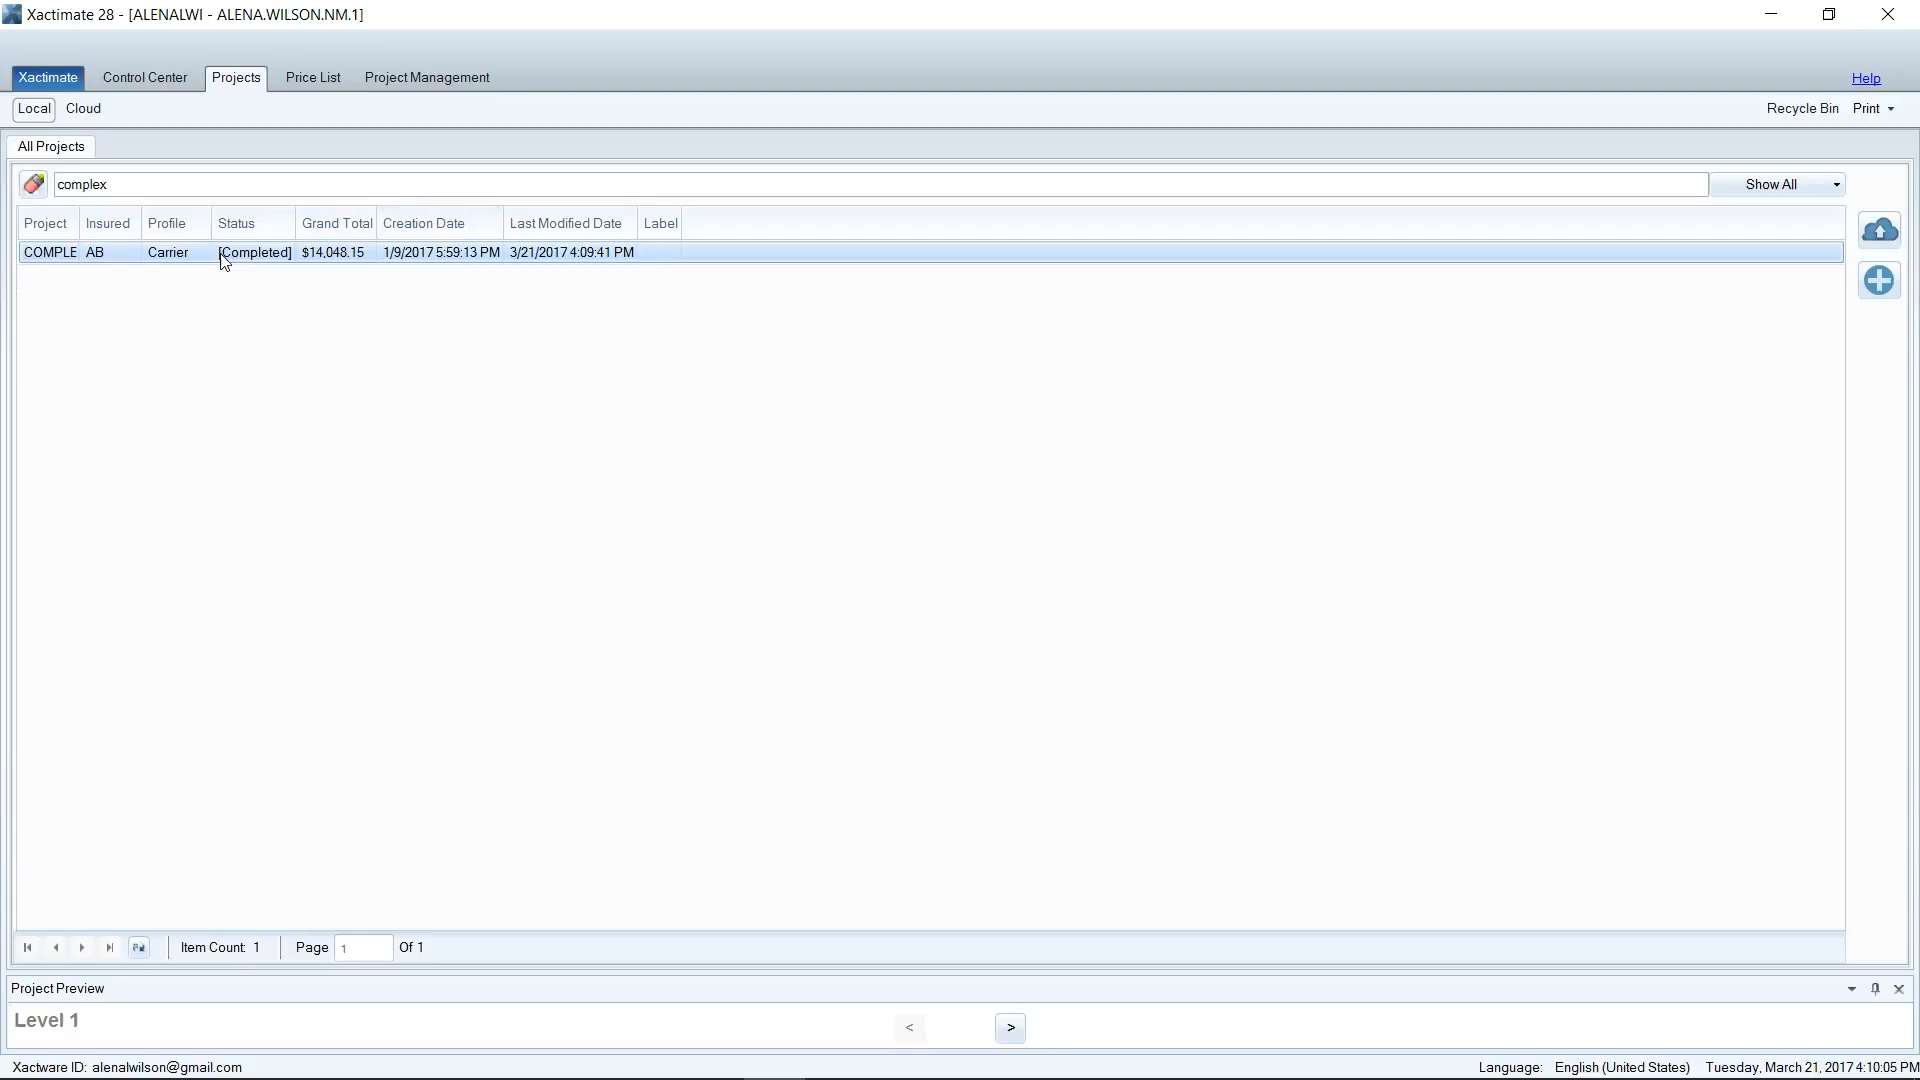 Xactimate 28 - [ALENALWI - ALENA.WILSON.NM.1]
Xactimate Control Center Projects Price List Project Management Help
Local Cloud Recycle Bin Print
All Projects
complex Show All
Project Insured Profile Status Grand Total Creation Date Last Modified Date Label
COMPLE AB Carrier [Completed] $14,048.15 1/9/2017 5:59:13 PM 3/21/2017 4:09:41 PM
Item Count: 1 Page 1 Of 1
Project Preview
Level 1 < >
Xactware ID: alenalwilson@gmail.com Language: English (United States) Tuesday, March 21, 2017 4:10:05 PM